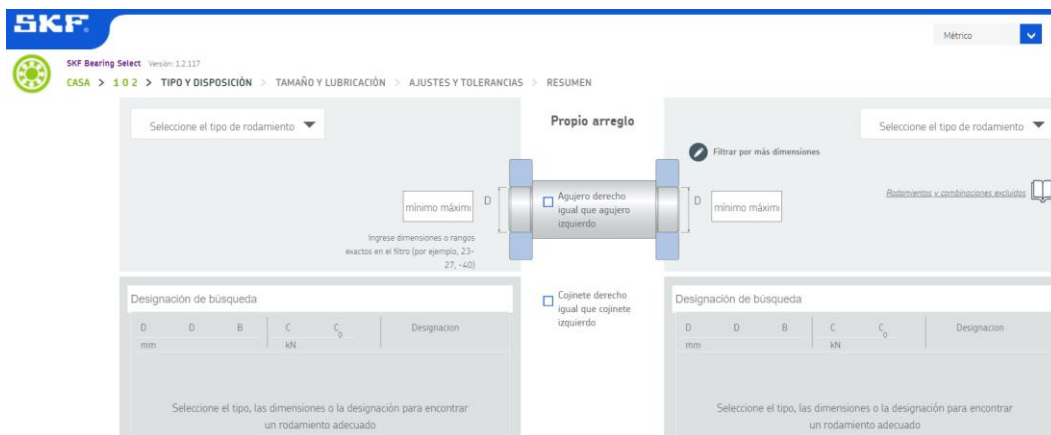 SKF
Métrico
SKF Bearing Select Versión: 1.2.117
CASA > 1 0 2 > TIPO Y DISPOSICIÓN > TAMAÑO Y LUBRICACIÓN > AJUSTES Y TOLERANCIAS > RESUMEN
Seleccione el tipo de rodamiento
Propio arreglo
Seleccione el tipo de rodamiento
Filtrar por más dimensiones
Rodamientos y combinaciones excluidos
mínimo máximo
D
Agujero derecho
igual que agujero
izquierdo
D
mínimo máximo
Ingrese dimensiones o rangos
exactos en el filtro (por ejemplo, 23-
27, -40)
Cojinete derecho
igual que cojinete
izquierdo
Designación de búsqueda
D D B C C0 Designacion
mm kN
Seleccione el tipo, las dimensiones o la designación para encontrar
un rodamiento adecuado
Designación de búsqueda
D D B C C0 Designacion
mm kN
Seleccione el tipo, las dimensiones o la designación para encontrar
un rodamiento adecuado